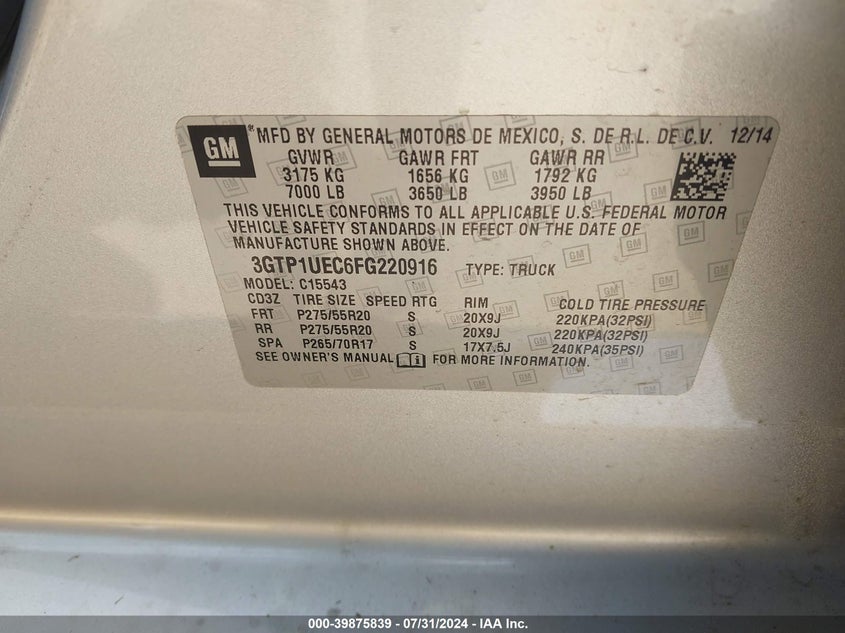 GM ® MFD BY GENERAL MOTORS DE MEXICO, S. DE R.L. DE C.V. 12/14
GVWR GAWR FRT GAWR RR
3175 KG 1656 KG 1792 KG
7000 LB 3650 LB 3950 LB
THIS VEHICLE CONFORMS TO ALL APPLICABLE U.S. FEDERAL MOTOR
VEHICLE SAFETY STANDARDS IN EFFECT ON THE DATE OF
MANUFACTURE SHOWN ABOVE.
3GTP1UEC6FG220916 TYPE: TRUCK
MODEL: C15543
CD3Z TIRE SIZE SPEED RTG RIM COLD TIRE PRESSURE
FRT P275/55R20 S 20X9J 220KPA(32PSI)
RR P275/55R20 S 20X9J 220KPA(32PSI)
SPA P265/70R17 S 17X7.5J 240KPA(35PSI)
SEE OWNER'S MANUAL FOR MORE INFORMATION.
000-39875839 - 07/31/2024 - IAA Inc.